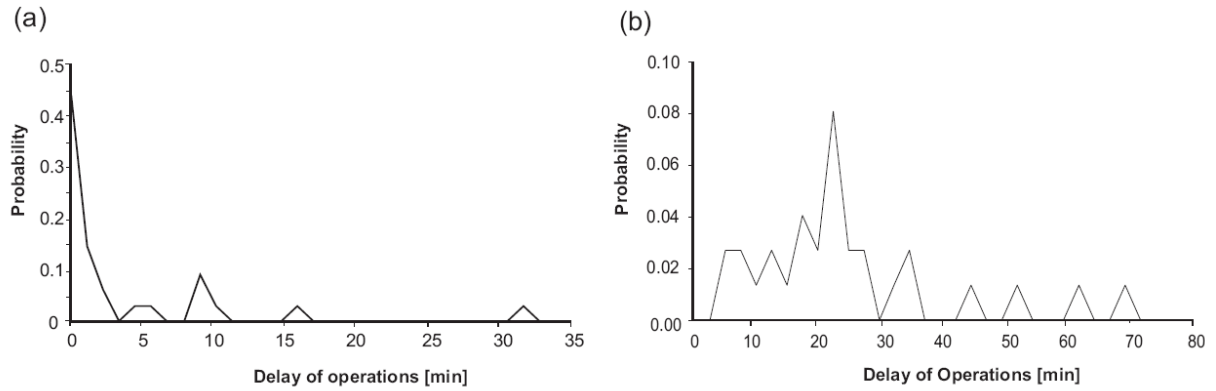 (a)
0.5
0.4
0.3
0.2
0.1
0
Probability
0 5 10 15 20 25 30 35
Delay of operations [min]
(b)
0.10
0.08
0.06
0.04
0.02
0.00
Probability
0 10 20 30 40 50 60 70 80
Delay of Operations [min]